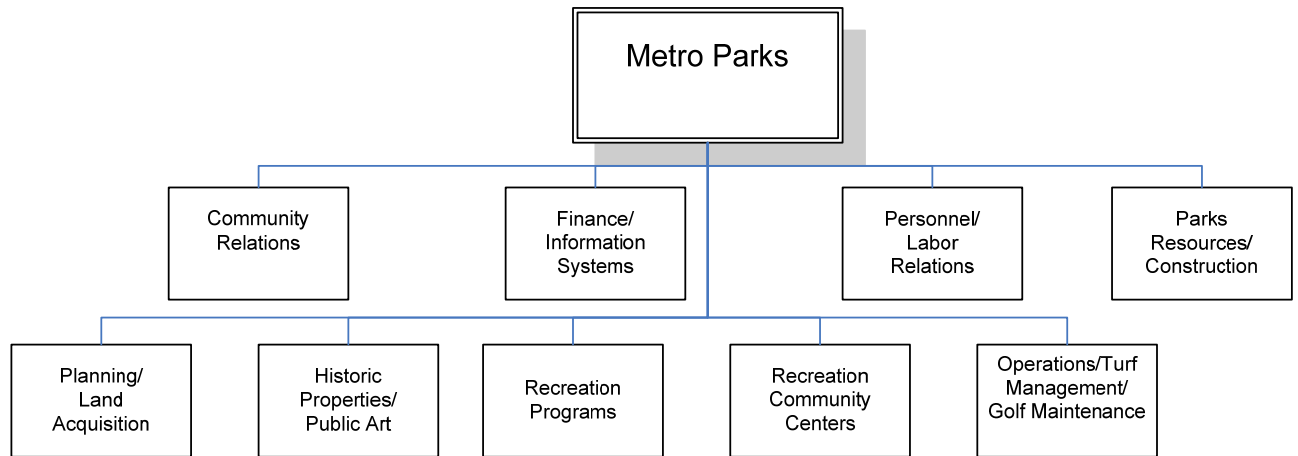 Metro Parks
Community
Relations
Finance/
Information
Systems
Personnel/
Labor
Relations
Parks
Resources/
Construction
Planning/
Land
Acquisition
Historic
Properties/
Public Art
Recreation
Programs
Recreation
Community
Centers
Operations/Turf
Management/
Golf Maintenance